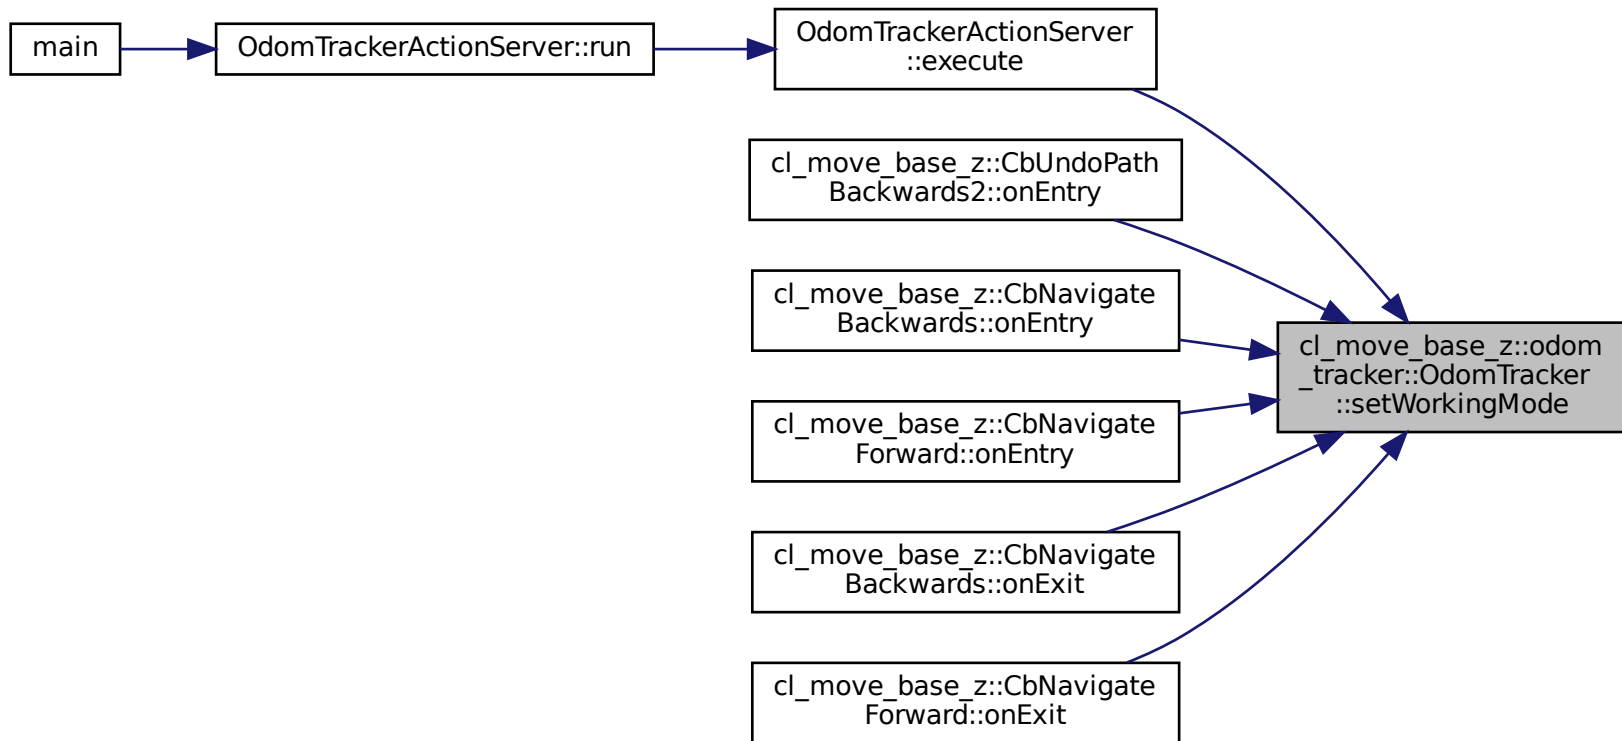 main
OdomTrackerActionServer::run
OdomTrackerActionServer
::execute
cl_move_base_z::CbUndoPath
Backwards2::onEntry
cl_move_base_z::CbNavigate
Backwards::onEntry
cl_move_base_z::odom
_tracker::OdomTracker
::setWorkingMode
cl_move_base_z::CbNavigate
Forward::onEntry
cl_move_base_z::CbNavigate
Backwards::onExit
cl_move_base_z::CbNavigate
Forward::onExit